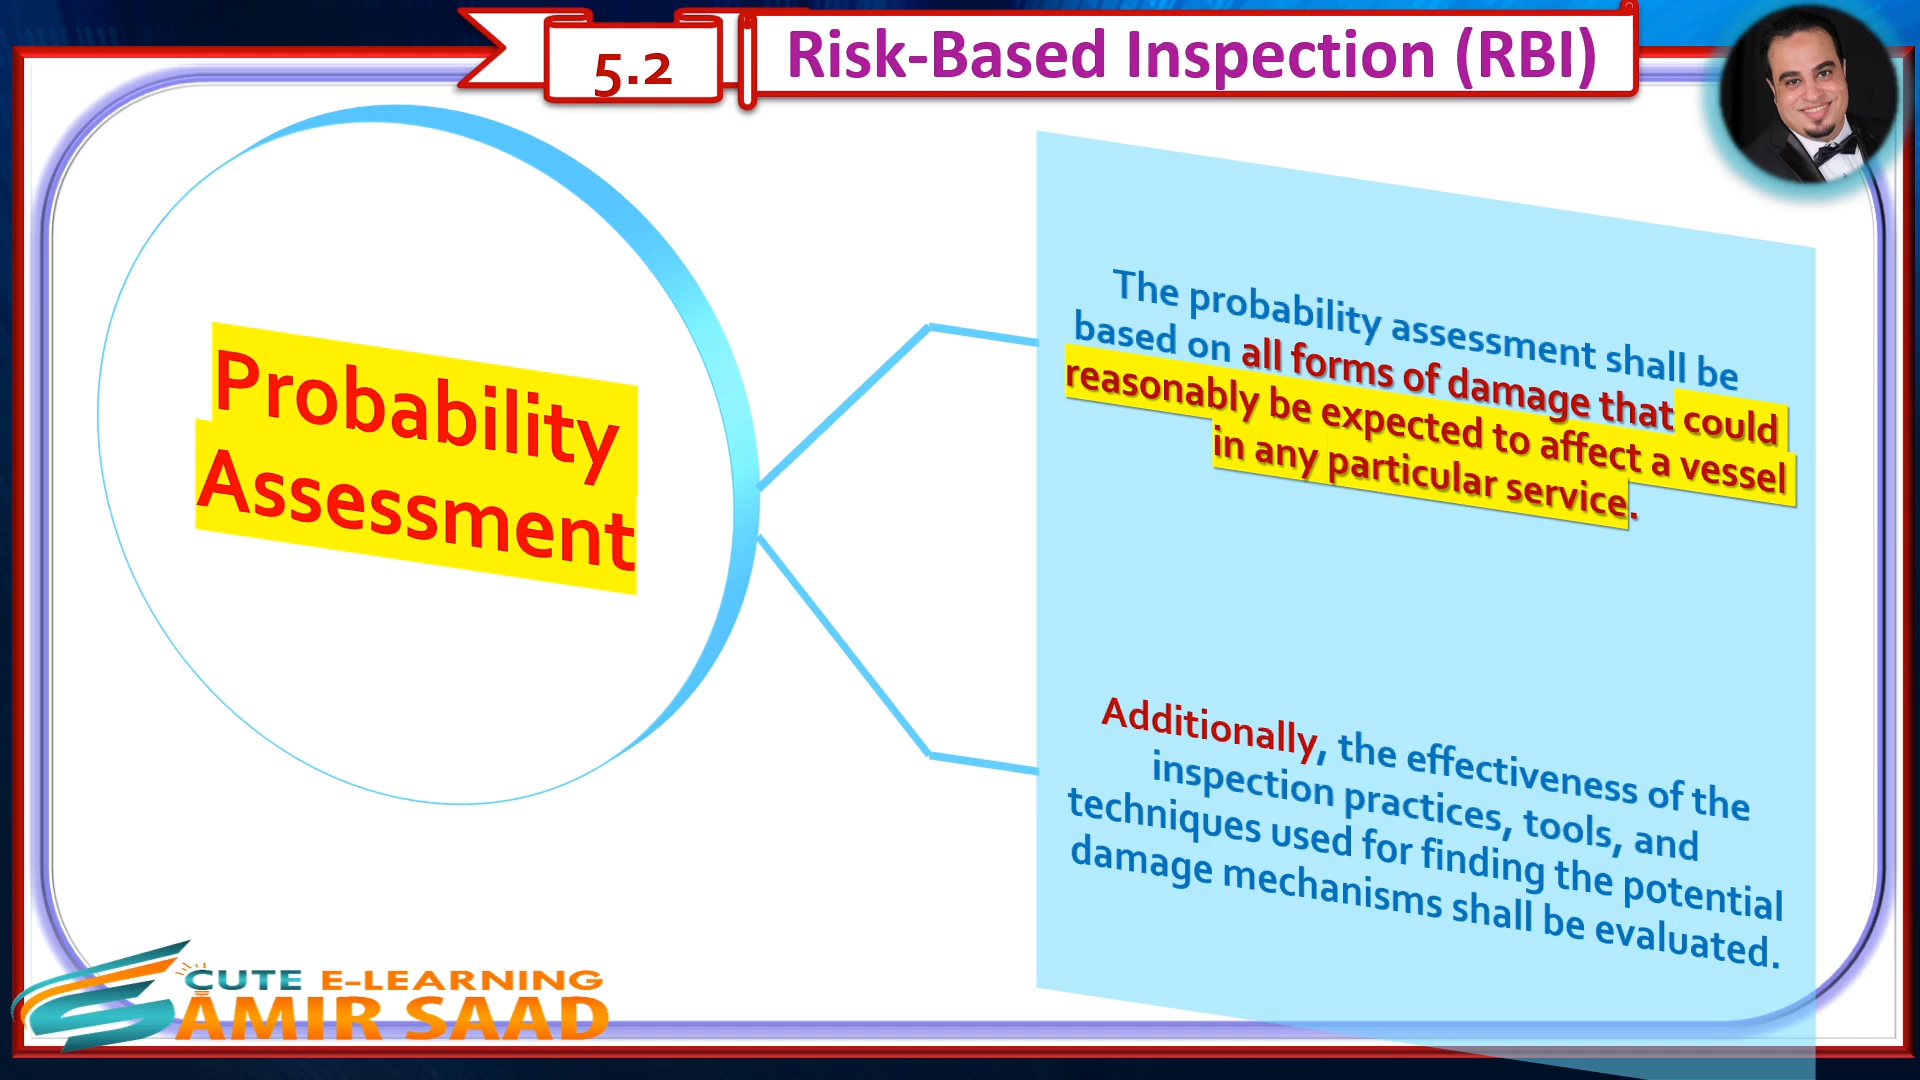 5.2
Risk-Based Inspection (RBI)
Probability
Assessment
The probability assessment shall be
based on all forms of damage that could
reasonably be expected to affect a vessel
in any particular service.
Additionally, the effectiveness of the
inspection practices, tools, and
techniques used for finding the potential
damage mechanisms shall be evaluated.
CUTE E-LEARNING
AMIR SAAD